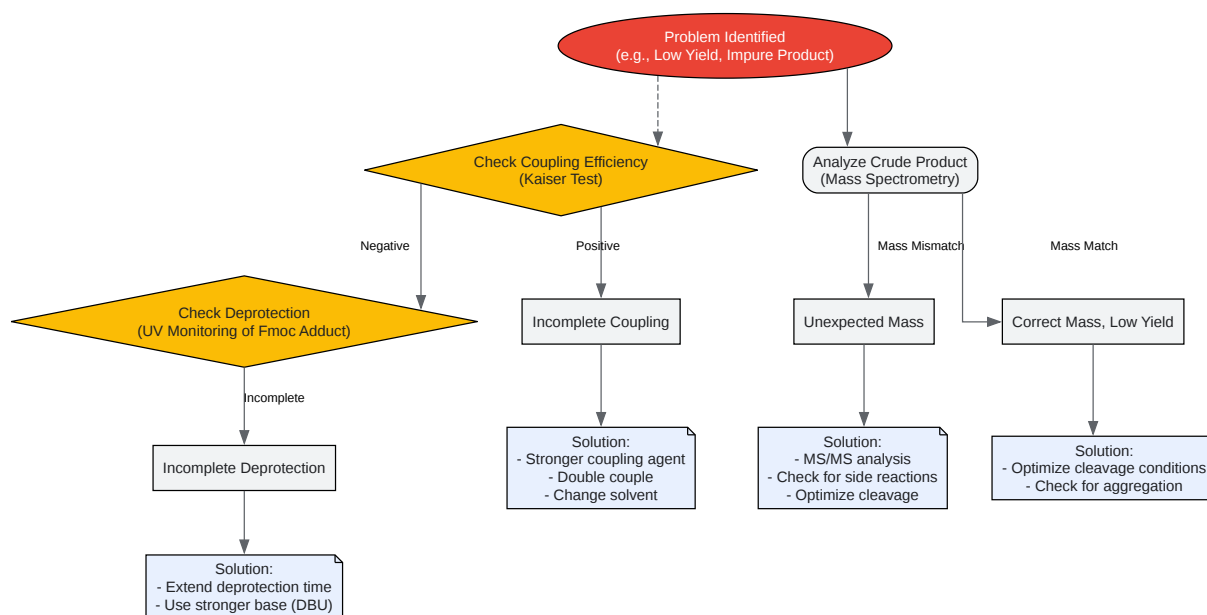 Problem Identified
(e.g., Low Yield, Impure Product)
Check Coupling Efficiency
(Kaiser Test)
Analyze Crude Product
(Mass Spectrometry)
Negative
Positive
Mass Mismatch
Mass Match
Check Deprotection
(UV Monitoring of Fmoc Adduct)
Incomplete Coupling
Unexpected Mass
Correct Mass, Low Yield
Incomplete
Incomplete Deprotection
Solution:
- Stronger coupling agent
- Double couple
- Change solvent
Solution:
- MS/MS analysis
- Check for side reactions
- Optimize cleavage
Solution:
- Optimize cleavage conditions
- Check for aggregation
Solution:
- Extend deprotection time
- Use stronger base (DBU)